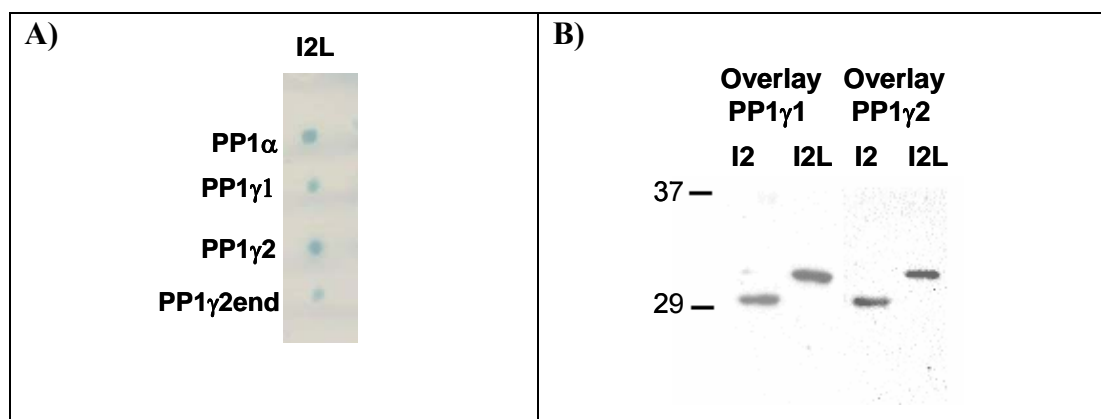 A)
I2L
PP1α
PP1γ1
PP1γ2
PP1γ2end
B)
Overlay Overlay
PP1γ1 PP1γ2
I2 I2L I2 I2L
37
29